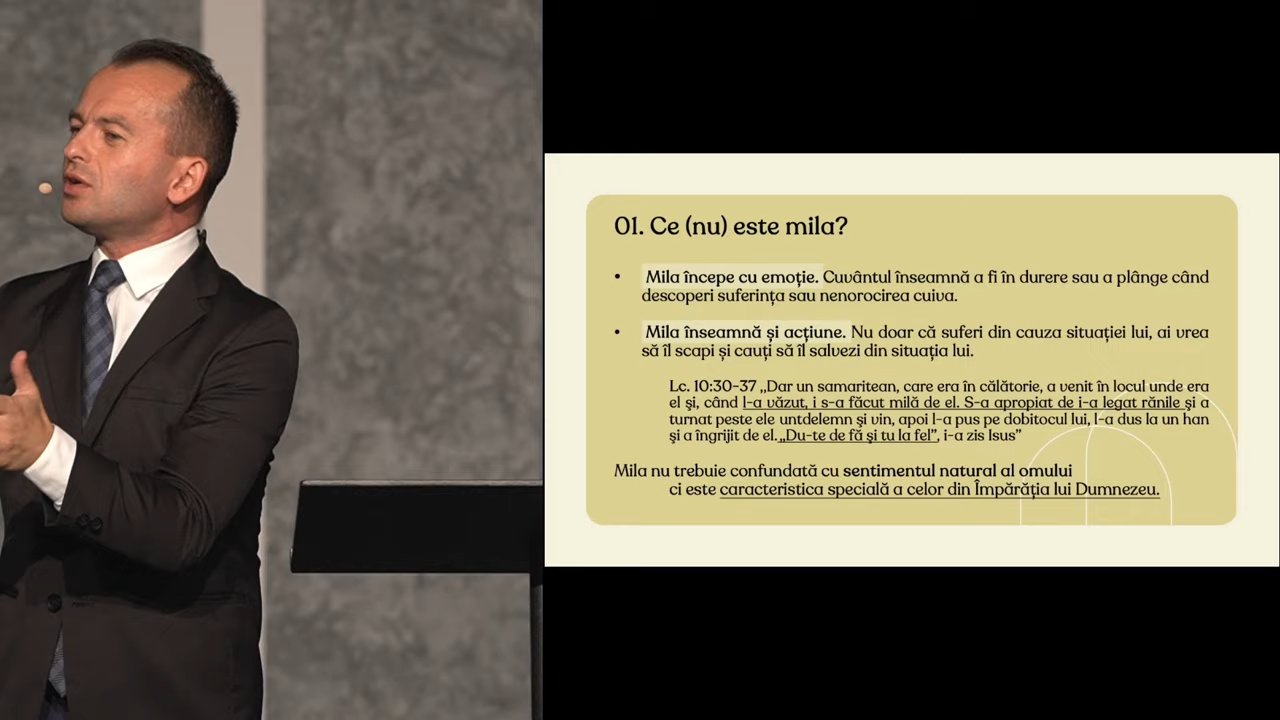 01. Ce (nu) este mila?
• Mila începe cu emoție. Cuvântul înseamnă a fi în durere sau a plânge când
descoperi suferința sau nenorocirea cuiva.
• Mila înseamnă și acțiune. Nu doar că suferi din cauza situației lui, ai vrea
să îl scapi și cauți să îl salvezi din situația lui.
Lc. 10:30-37 „Dar un samaritean, care era în călătorie, a venit în locul unde era
el şi, când l-a văzut, i s-a făcut milă de el. S-a apropiat de i-a legat rănile şi a
turnat peste ele untdelemn şi vin, apoi l-a pus pe dobitocul lui, l-a dus la un han
şi a îngrijit de el. „Du-te de fă şi tu la fel”, i-a zis Isus”
Mila nu trebuie confundată cu sentimentul natural al omului
ci este caracteristica specială a celor din Împărăția lui Dumnezeu.